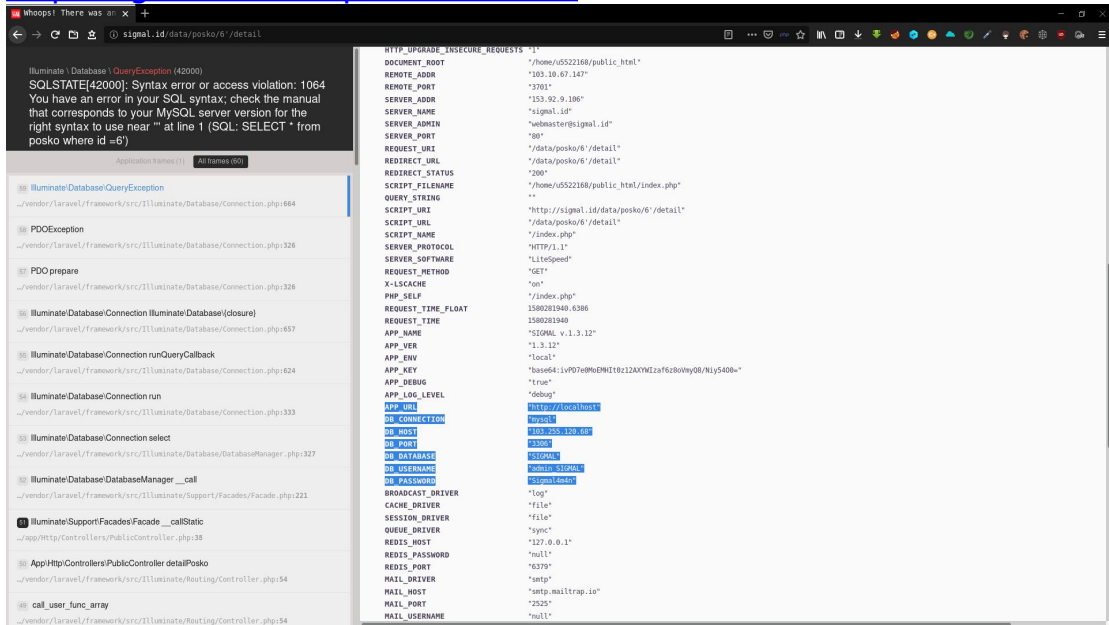 Whoops! There was an
sigmal.id/data/posko/6'/detail
Illuminate \ Database \ QueryException (42000)
SQLSTATE[42000]: Syntax error or access violation: 1064
You have an error in your SQL syntax; check the manual
that corresponds to your MySQL server version for the
right syntax to use near ''' at line 1 (SQL: SELECT * from
posko where id =6')
Application frames (1) All frames (60)
59 Illuminate\Database\QueryException
…/vendor/laravel/framework/src/Illuminate/Database/Connection.php:664
58 PDOException
…/vendor/laravel/framework/src/Illuminate/Database/Connection.php:326
57 PDO prepare
…/vendor/laravel/framework/src/Illuminate/Database/Connection.php:326
56 Illuminate\Database\Connection Illuminate\Database\{closure}
…/vendor/laravel/framework/src/Illuminate/Database/Connection.php:657
55 Illuminate\Database\Connection runQueryCallback
…/vendor/laravel/framework/src/Illuminate/Database/Connection.php:624
54 Illuminate\Database\Connection run
…/vendor/laravel/framework/src/Illuminate/Database/Connection.php:333
53 Illuminate\Database\Connection select
…/vendor/laravel/framework/src/Illuminate/Database/DatabaseManager.php:327
52 Illuminate\Database\DatabaseManager __call
…/vendor/laravel/framework/src/Illuminate/Support/Facades/Facade.php:221
51 Illuminate\Support\Facades\Facade __callStatic
…/app/Http/Controllers/PublicController.php:38
50 App\Http\Controllers\PublicController detailPosko
…/vendor/laravel/framework/src/Illuminate/Routing/Controller.php:54
49 call_user_func_array
…/vendor/laravel/framework/src/Illuminate/Routing/Controller.php:54
HTTP_UPGRADE_INSECURE_REQUESTS "1"
DOCUMENT_ROOT "/home/u5522168/public_html"
REMOTE_ADDR "103.10.67.147"
REMOTE_PORT "3701"
SERVER_ADDR "153.92.9.106"
SERVER_NAME "sigmal.id"
SERVER_ADMIN "webmaster@sigmal.id"
SERVER_PORT "80"
REQUEST_URI "/data/posko/6'/detail"
REDIRECT_URL "/data/posko/6'/detail"
REDIRECT_STATUS "200"
SCRIPT_FILENAME "/home/u5522168/public_html/index.php"
QUERY_STRING ""
SCRIPT_URI "http://sigmal.id/data/posko/6'/detail"
SCRIPT_URL "/data/posko/6'/detail"
SCRIPT_NAME "/index.php"
SERVER_PROTOCOL "HTTP/1.1"
SERVER_SOFTWARE "LiteSpeed"
REQUEST_METHOD "GET"
X-LSCACHE "on"
PHP_SELF "/index.php"
REQUEST_TIME_FLOAT 1580281940.6386
REQUEST_TIME 1580281940
APP_NAME "SIGMAL v.1.3.12"
APP_VER "1.3.12"
APP_ENV "local"
APP_KEY "base64:ivPD7e0MoEMHIt0z12AXYWIzaf6z8oVmyQ8/Niy54O0="
APP_DEBUG "true"
APP_LOG_LEVEL "debug"
APP_URL "http://localhost"
DB_CONNECTION "mysql"
DB_HOST "103.255.120.68"
DB_PORT "3306"
DB_DATABASE "SIGMAL"
DB_USERNAME "admin_SIGMAL"
DB_PASSWORD "Sigmal4m4n"
BROADCAST_DRIVER "log"
CACHE_DRIVER "file"
SESSION_DRIVER "file"
QUEUE_DRIVER "sync"
REDIS_HOST "127.0.0.1"
REDIS_PASSWORD "null"
REDIS_PORT "6379"
MAIL_DRIVER "smtp"
MAIL_HOST "smtp.mailtrap.io"
MAIL_PORT "2525"
MAIL_USERNAME "null"